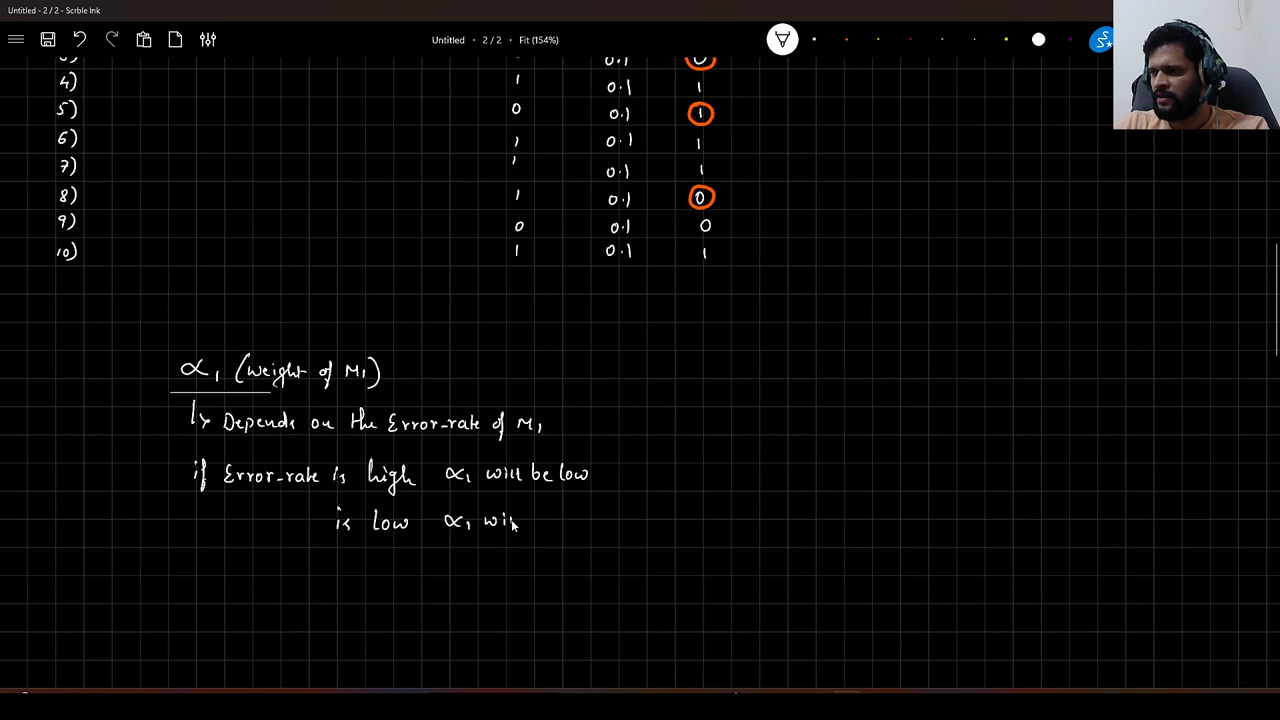 Untitled - 2 / 2 - Scrble Ink
Untitled • 2 / 2 • Fit (154%)
0.1 0
4) 1 0.1 1
5) 0 0.1 1
6) 1 0.1 1
7) 1 0.1 1
8) 1 0.1 0
9) 0 0.1 0
10) 1 0.1 1
α₁ (Weight of M₁)
↳ Depends on the Error-rate of M₁
if Error-rate is high α₁ will be low
is low α₁ wi